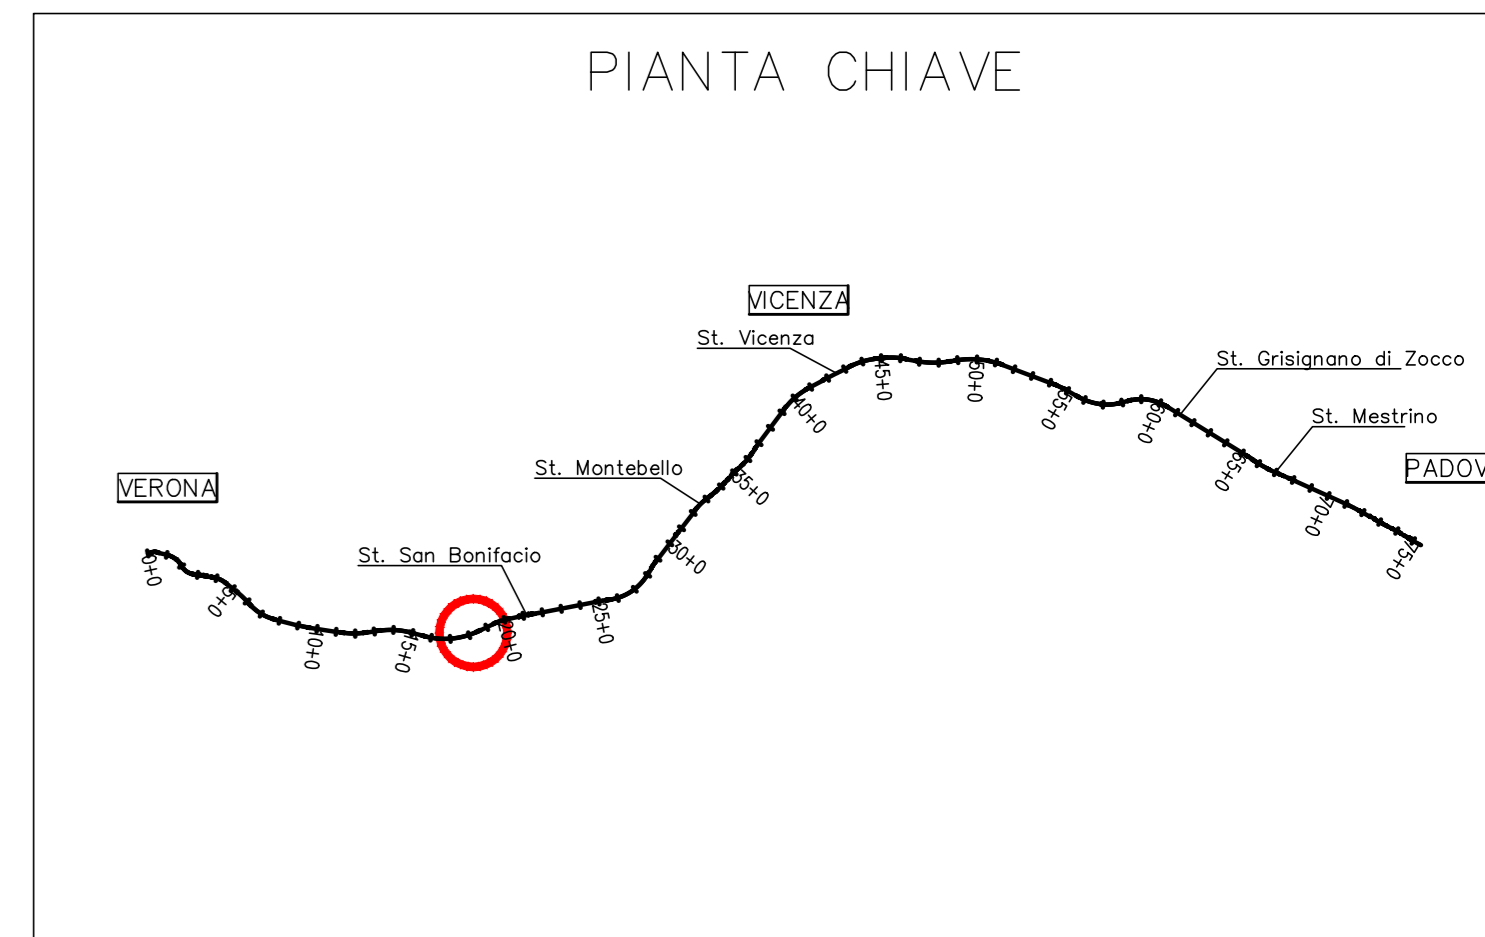 PIANTA CHIAVE
VICENZA
St. Vicenza
St. Grisignano di Zocco
St. Mestrino
PADOV
St. Montebello
VERONA
St. San Bonifacio
0+0
5+0
10+0
15+0
20+0
25+0
30+0
35+0
40+0
45+0
50+0
55+0
60+0
65+0
70+0
75+0